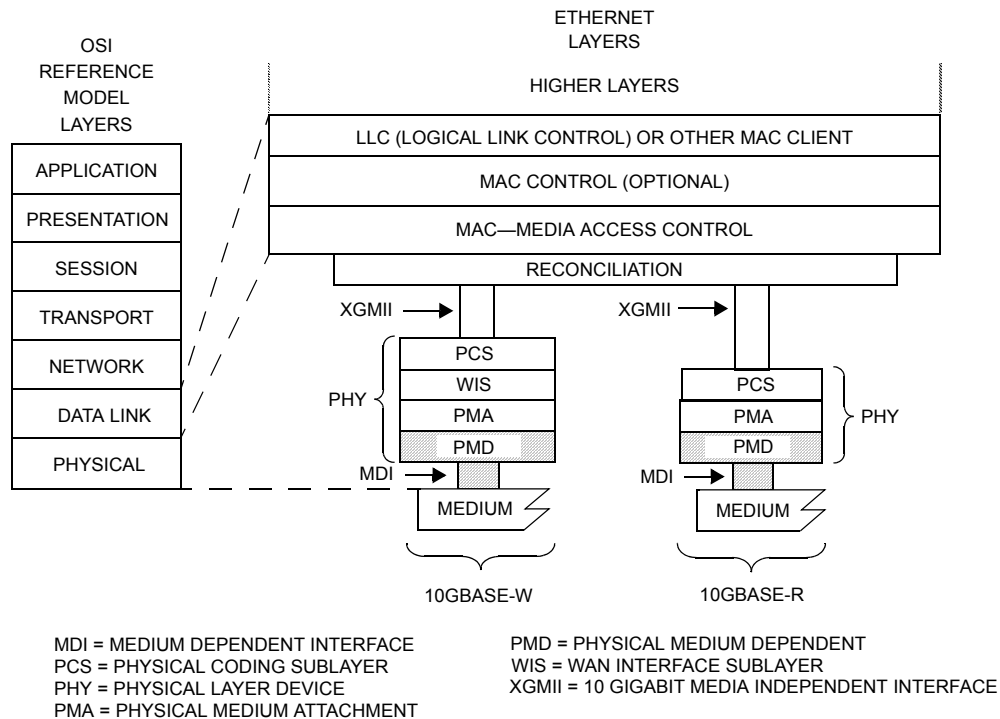 ETHERNET
LAYERS
OSI
REFERENCE
MODEL
LAYERS
HIGHER LAYERS
LLC (LOGICAL LINK CONTROL) OR OTHER MAC CLIENT
MAC CONTROL (OPTIONAL)
MAC—MEDIA ACCESS CONTROL
RECONCILIATION
APPLICATION
PRESENTATION
SESSION
TRANSPORT
NETWORK
DATA LINK
PHYSICAL
XGMII
PHY
PCS
WIS
PMA
PMD
MDI
MEDIUM
10GBASE-W
XGMII
PCS
PMA
PMD
PHY
MDI
MEDIUM
10GBASE-R
MDI = MEDIUM DEPENDENT INTERFACE
PCS = PHYSICAL CODING SUBLAYER
PHY = PHYSICAL LAYER DEVICE
PMA = PHYSICAL MEDIUM ATTACHMENT
PMD = PHYSICAL MEDIUM DEPENDENT
WIS = WAN INTERFACE SUBLAYER
XGMII = 10 GIGABIT MEDIA INDEPENDENT INTERFACE